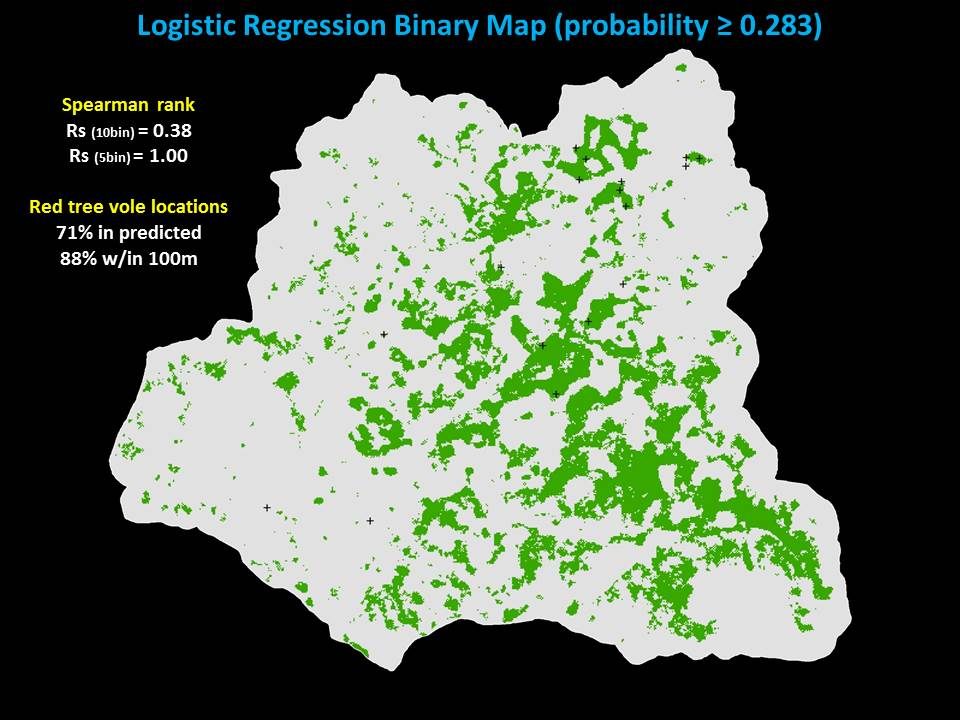 Logistic Regression Binary Map (probability ≥ 0.283)
Spearman rank
Rs (10bin) = 0.38
Rs (5bin) = 1.00
Red tree vole locations
71% in predicted
88% w/in 100m